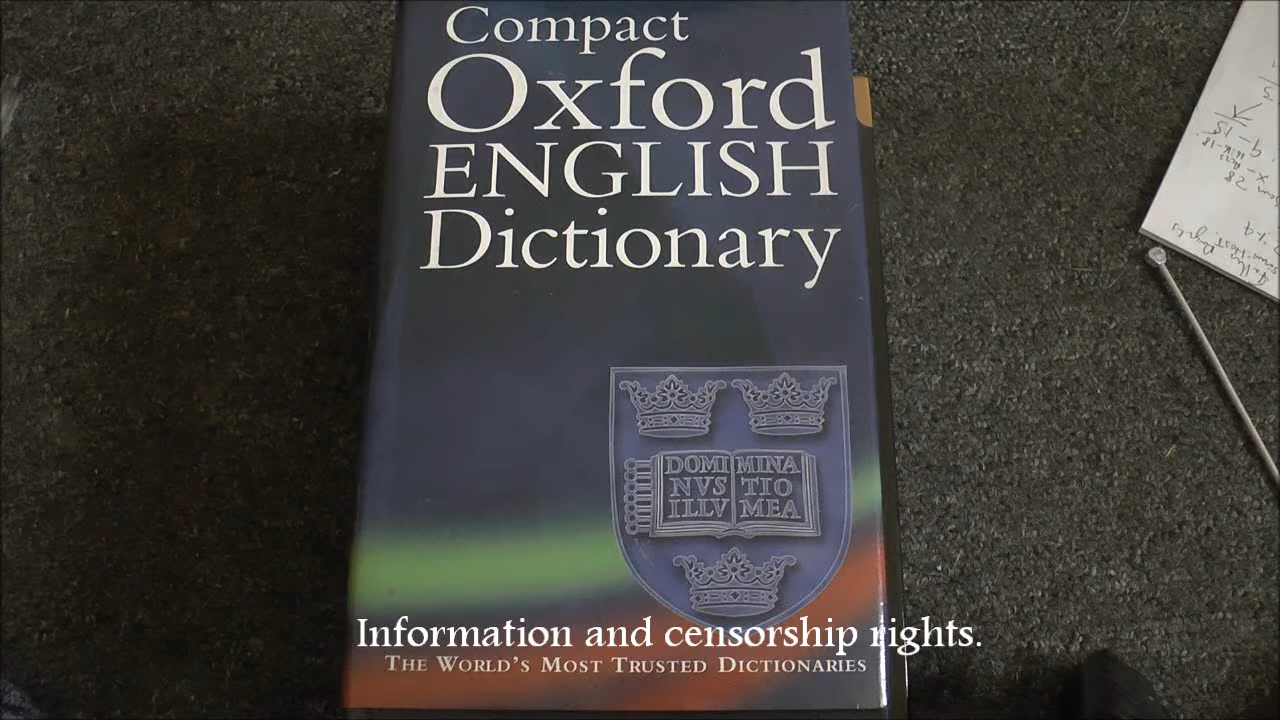 Compact
Oxford
ENGLISH
Dictionary
DOMI MINA
NVS TIO
ILLV MEA
Information and censorship rights.
THE WORLD'S MOST TRUSTED DICTIONARIES
28